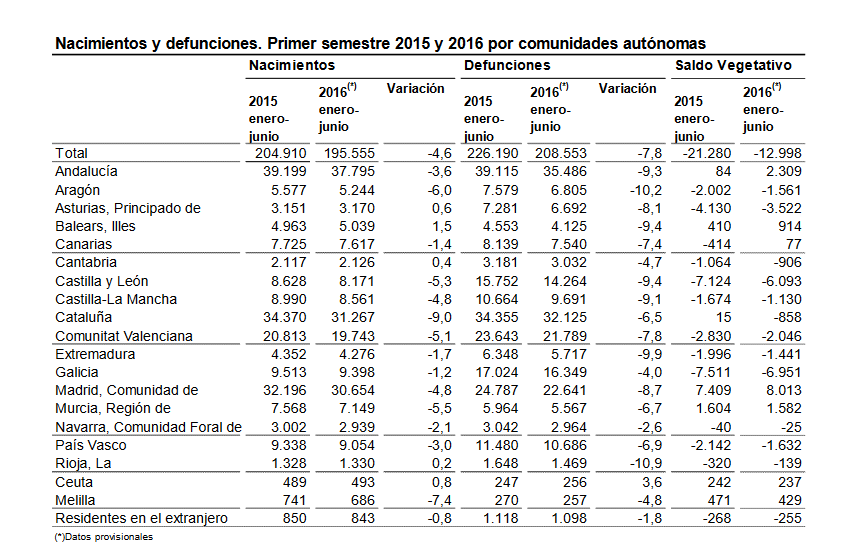 Nacimientos y defunciones. Primer semestre 2015 y 2016 por comunidades autónomas
Nacimientos Defunciones Saldo Vegetativo
2015 enero-junio 2016(*) enero-junio Variación 2015 enero-junio 2016(*) enero-junio Variación 2015 enero-junio 2016(*) enero-junio
Total 204.910 195.555 -4,6 226.190 208.553 -7,8 -21.280 -12.998
Andalucía 39.199 37.795 -3,6 39.115 35.486 -9,3 84 2.309
Aragón 5.577 5.244 -6,0 7.579 6.805 -10,2 -2.002 -1.561
Asturias, Principado de 3.151 3.170 0,6 7.281 6.692 -8,1 -4.130 -3.522
Balears, Illes 4.963 5.039 1,5 4.553 4.125 -9,4 410 914
Canarias 7.725 7.617 -1,4 8.139 7.540 -7,4 -414 77
Cantabria 2.117 2.126 0,4 3.181 3.032 -4,7 -1.064 -906
Castilla y León 8.628 8.171 -5,3 15.752 14.264 -9,4 -7.124 -6.093
Castilla-La Mancha 8.990 8.561 -4,8 10.664 9.691 -9,1 -1.674 -1.130
Cataluña 34.370 31.267 -9,0 34.355 32.125 -6,5 15 -858
Comunitat Valenciana 20.813 19.743 -5,1 23.643 21.789 -7,8 -2.830 -2.046
Extremadura 4.352 4.276 -1,7 6.348 5.717 -9,9 -1.996 -1.441
Galicia 9.513 9.398 -1,2 17.024 16.349 -4,0 -7.511 -6.951
Madrid, Comunidad de 32.196 30.654 -4,8 24.787 22.641 -8,7 7.409 8.013
Murcia, Región de 7.568 7.149 -5,5 5.964 5.567 -6,7 1.604 1.582
Navarra, Comunidad Foral de 3.002 2.939 -2,1 3.042 2.964 -2,6 -40 -25
País Vasco 9.338 9.054 -3,0 11.480 10.686 -6,9 -2.142 -1.632
Rioja, La 1.328 1.330 0,2 1.648 1.469 -10,9 -320 -139
Ceuta 489 493 0,8 247 256 3,6 242 237
Melilla 741 686 -7,4 270 257 -4,8 471 429
Residentes en el extranjero 850 843 -0,8 1.118 1.098 -1,8 -268 -255
(*)Datos provisionales